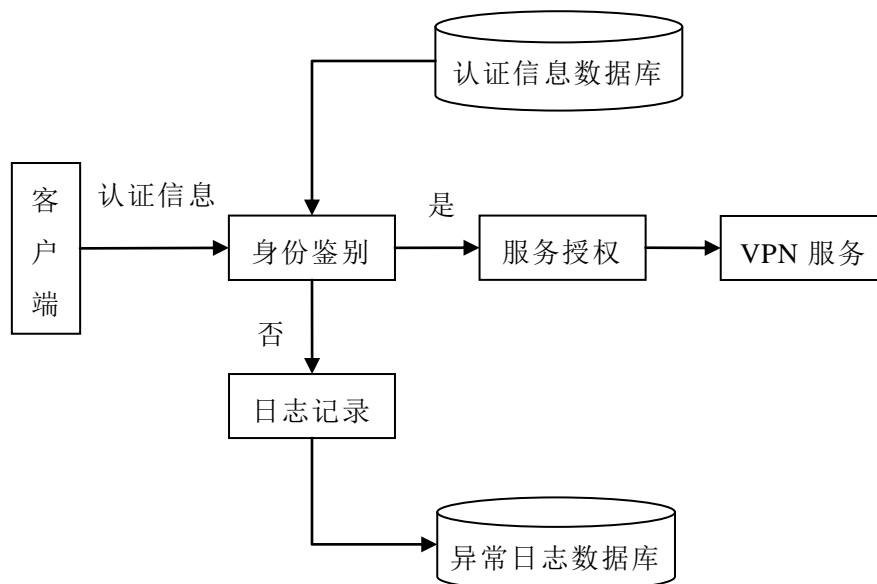 认证信息数据库
客户端
认证信息
是
身份鉴别
服务授权
VPN 服务
否
日志记录
异常日志数据库